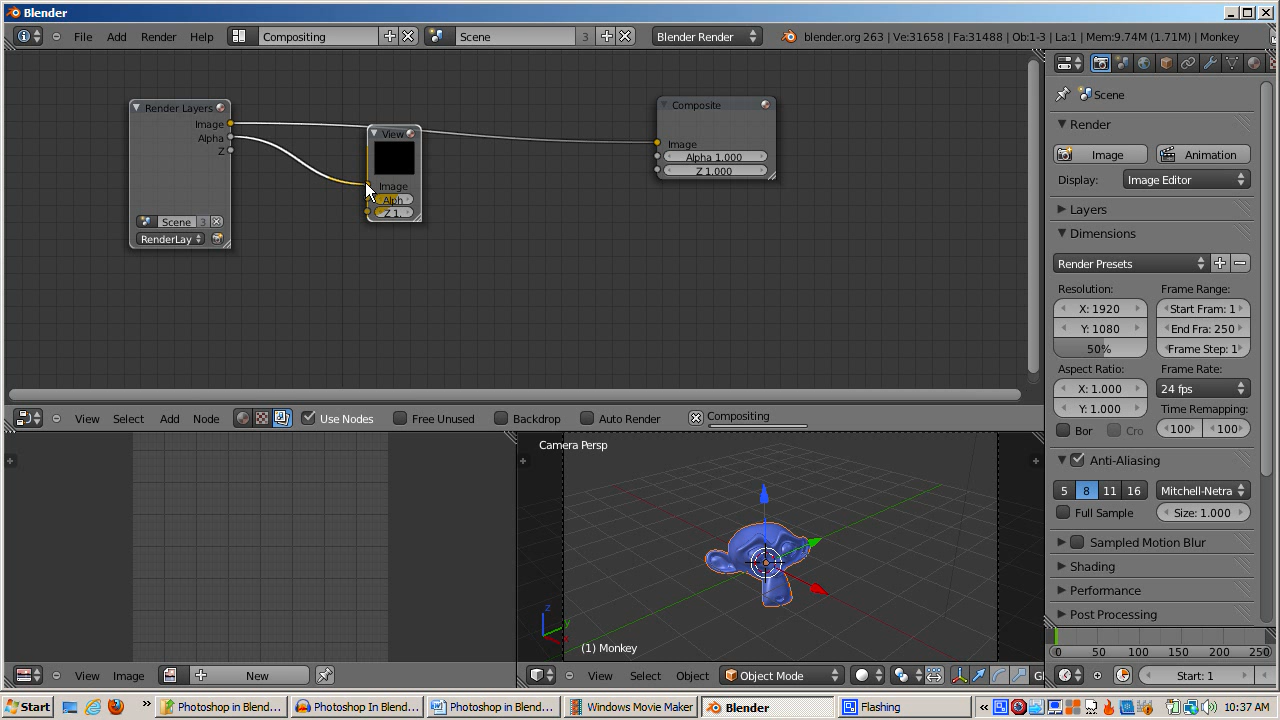 Blender
File Add Render Help Compositing Scene 3 Blender Render blender.org 263 | Ve:31658 | Fa:31488 | Ob:1-3 | La:1 | Mem:9.74M (1.71M) | Monkey
Render Layers
Image
Alpha
Z
Scene 3
RenderLay
View
Image
Alph
Z 1.
Composite
Image
Alpha 1.000
Z 1.000
View Select Add Node Use Nodes Free Unused Backdrop Auto Render Compositing
Scene
Render
Image Animation
Display: Image Editor
Layers
Dimensions
Render Presets
Resolution: Frame Range:
X: 1920 Start Fram: 1
Y: 1080 End Fra: 250
50% Frame Step: 1
Aspect Ratio: Frame Rate:
X: 1.000 24 fps
Y: 1.000 Time Remapping:
Bor Cro 100 100
Anti-Aliasing
5 8 11 16 Mitchell-Netra
Full Sample Size: 1.000
Sampled Motion Blur
Shading
Performance
Post Processing
0 50 100 150 200 250
Start: 1
Camera Persp
z
y
x
(1) Monkey
View Image New
View Select Object Object Mode G
Start » Photoshop in Blend... Photoshop in Blend... Photoshop in Blend... Windows Movie Maker Blender Flashing « 10:37 AM